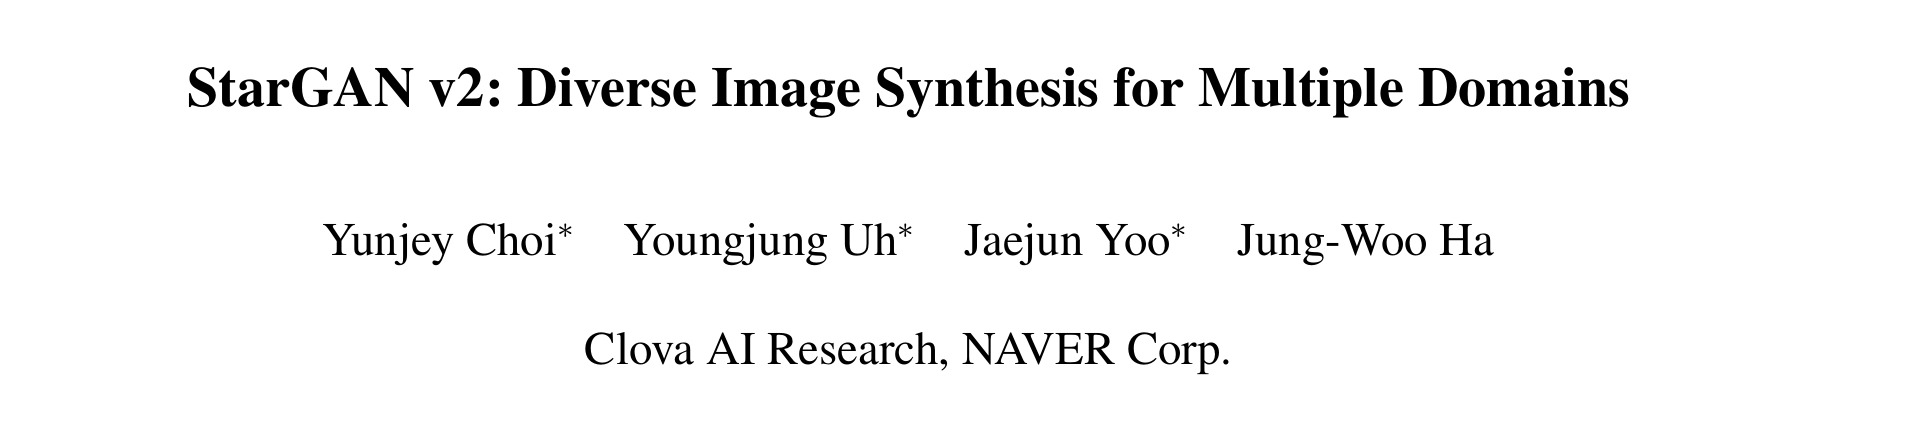 StarGAN v2: Diverse Image Synthesis for Multiple Domains
Yunjey Choi* Youngjung Uh* Jaejun Yoo* Jung-Woo Ha
Clova AI Research, NAVER Corp.